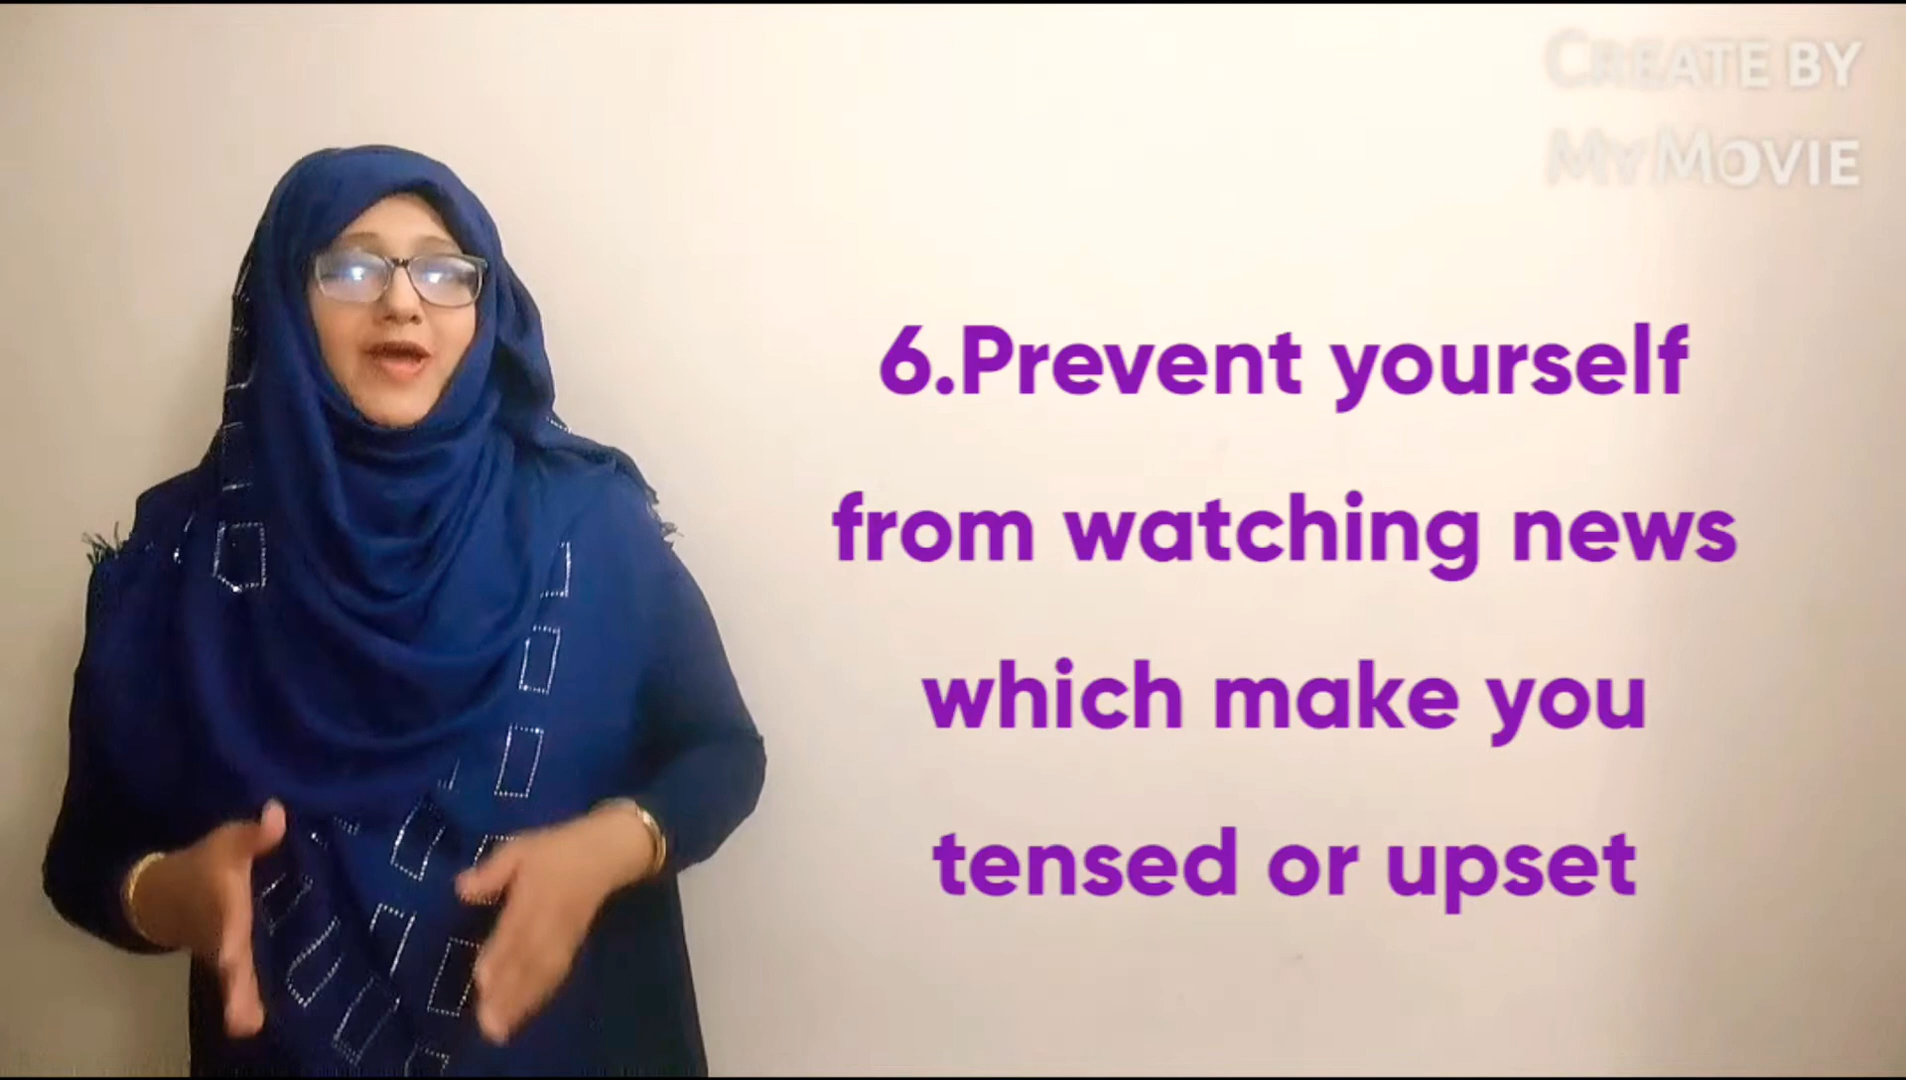 CREATE BY
MYMOVIE
6.Prevent yourself
from watching news
which make you
tensed or upset